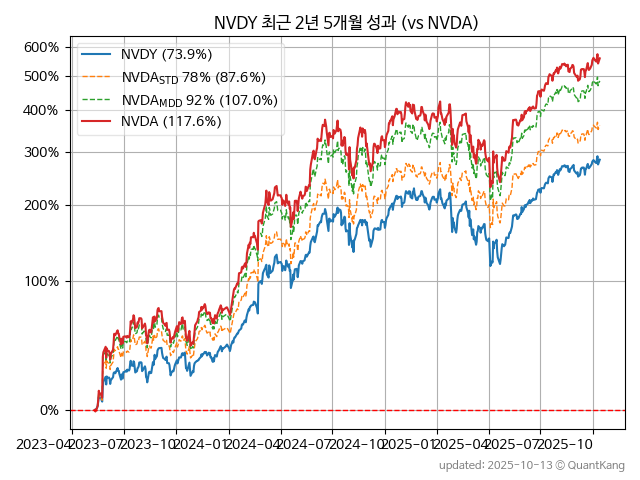 NVDY 최근 2년 5개월 성과 (vs NVDA)
600%
500%
400%
300%
200%
100%
0%
NVDY (73.9%)
NVDA_STD 78% (87.6%)
NVDA_MDD 92% (107.0%)
NVDA (117.6%)
2023-04 2023-07 2023-10 2024-01 2024-04 2024-07 2024-10 2025-01 2025-04 2025-07 2025-10
updated: 2025-10-13 © QuantKang